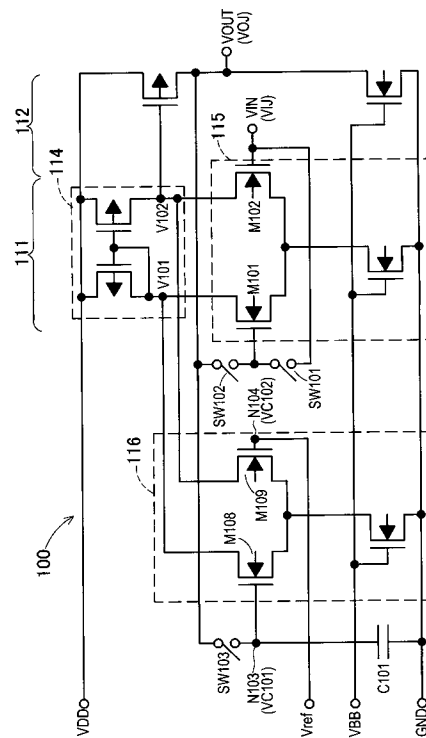 100
111
112
114
115
116
VDD
V101
V102
VOUT
(VOJ)
VIN
(VIJ)
M101
M102
SW102
SW101
N104
(VC102)
M108
M109
SW103
N103
(VC101)
C101
Vref
VBB
GND